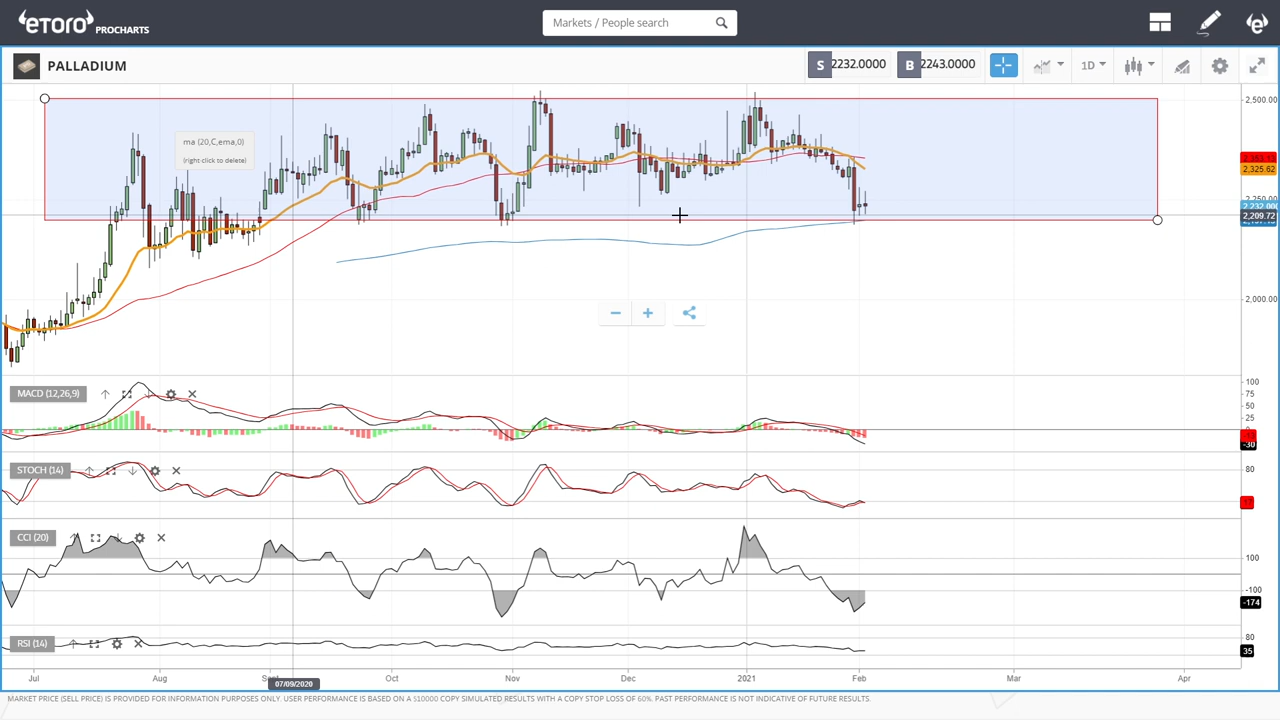 eTORO PROCHARTS
Markets / People search
PALLADIUM
S 2232.0000
B 2243.0000
1D
ma (20,C,ema,0)
(right click to delete)
2,500.00
2,325.62
2,232.00
2,209.72
2,000.00
MACD (12,26,9)
100
75
50
25
-30
STOCH (14)
80
CCI (20)
100
-100
-174
RSI (14)
80
35
Jul
Aug
Oct
Nov
Dec
2021
Feb
Mar
Apr
07/09/2020
MARKET PRICE (SELL PRICE) IS PROVIDED FOR INFORMATION PURPOSES ONLY. USER PERFORMANCE IS BASED ON A $10000 COPY SIMULATED RESULTS WITH A COPY STOP LOSS OF 60%. PAST PERFORMANCE IS NOT INDICATIVE OF FUTURE RESULTS.